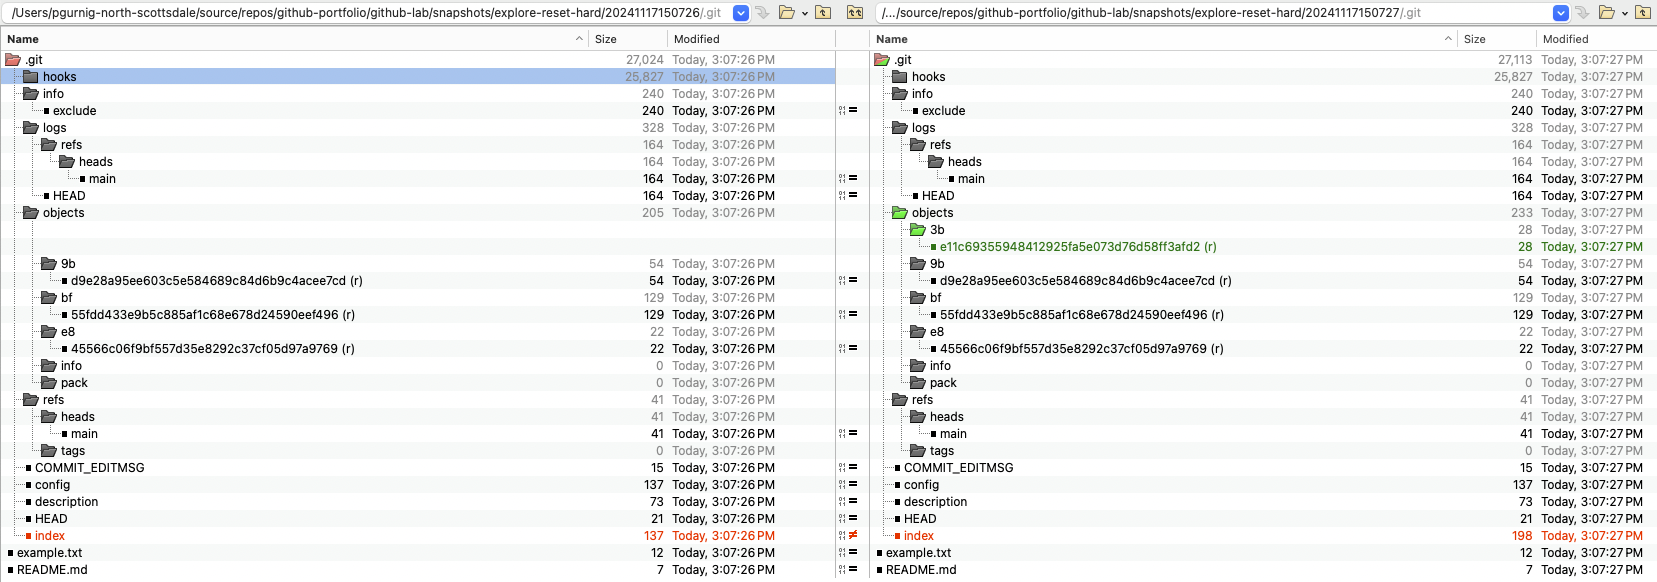 /Users/pgurnig-north-scottsdale/source/repos/github-portfolio/github-lab/snapshots/explore-reset-hard/20241117150726/.git /.../source/repos/github-portfolio/github-lab/snapshots/explore-reset-hard/20241117150727/.git
Name Size Modified Name Size Modified
.git 27,024 Today, 3:07:26 PM .git 27,113 Today, 3:07:27 PM
hooks 25,827 Today, 3:07:26 PM hooks 25,827 Today, 3:07:27 PM
info 240 Today, 3:07:26 PM info 240 Today, 3:07:27 PM
exclude 240 Today, 3:07:26 PM = exclude 240 Today, 3:07:27 PM
logs 328 Today, 3:07:26 PM logs 328 Today, 3:07:27 PM
refs 164 Today, 3:07:26 PM refs 164 Today, 3:07:27 PM
heads 164 Today, 3:07:26 PM heads 164 Today, 3:07:27 PM
main 164 Today, 3:07:26 PM = main 164 Today, 3:07:27 PM
HEAD 164 Today, 3:07:26 PM = HEAD 164 Today, 3:07:27 PM
objects 205 Today, 3:07:26 PM objects 233 Today, 3:07:27 PM
3b 28 Today, 3:07:27 PM
e11c69355948412925fa5e073d76d58ff3afd2 (r) 28 Today, 3:07:27 PM
9b 54 Today, 3:07:26 PM 9b 54 Today, 3:07:27 PM
d9e28a95ee603c5e584689c84d6b9c4acee7cd (r) 54 Today, 3:07:26 PM = d9e28a95ee603c5e584689c84d6b9c4acee7cd (r) 54 Today, 3:07:27 PM
bf 129 Today, 3:07:26 PM bf 129 Today, 3:07:27 PM
55fdd433e9b5c885af1c68e678d24590eef496 (r) 129 Today, 3:07:26 PM = 55fdd433e9b5c885af1c68e678d24590eef496 (r) 129 Today, 3:07:27 PM
e8 22 Today, 3:07:26 PM e8 22 Today, 3:07:27 PM
45566c06f9bf557d35e8292c37cf05d97a9769 (r) 22 Today, 3:07:26 PM = 45566c06f9bf557d35e8292c37cf05d97a9769 (r) 22 Today, 3:07:27 PM
info 0 Today, 3:07:26 PM info 0 Today, 3:07:27 PM
pack 0 Today, 3:07:26 PM pack 0 Today, 3:07:27 PM
refs 41 Today, 3:07:26 PM refs 41 Today, 3:07:27 PM
heads 41 Today, 3:07:26 PM heads 41 Today, 3:07:27 PM
main 41 Today, 3:07:26 PM = main 41 Today, 3:07:27 PM
tags 0 Today, 3:07:26 PM tags 0 Today, 3:07:27 PM
COMMIT_EDITMSG 15 Today, 3:07:26 PM = COMMIT_EDITMSG 15 Today, 3:07:27 PM
config 137 Today, 3:07:26 PM = config 137 Today, 3:07:27 PM
description 73 Today, 3:07:26 PM = description 73 Today, 3:07:27 PM
HEAD 21 Today, 3:07:26 PM = HEAD 21 Today, 3:07:27 PM
index 137 Today, 3:07:26 PM ≠ index 198 Today, 3:07:27 PM
example.txt 12 Today, 3:07:26 PM = example.txt 12 Today, 3:07:27 PM
README.md 7 Today, 3:07:26 PM = README.md 7 Today, 3:07:27 PM